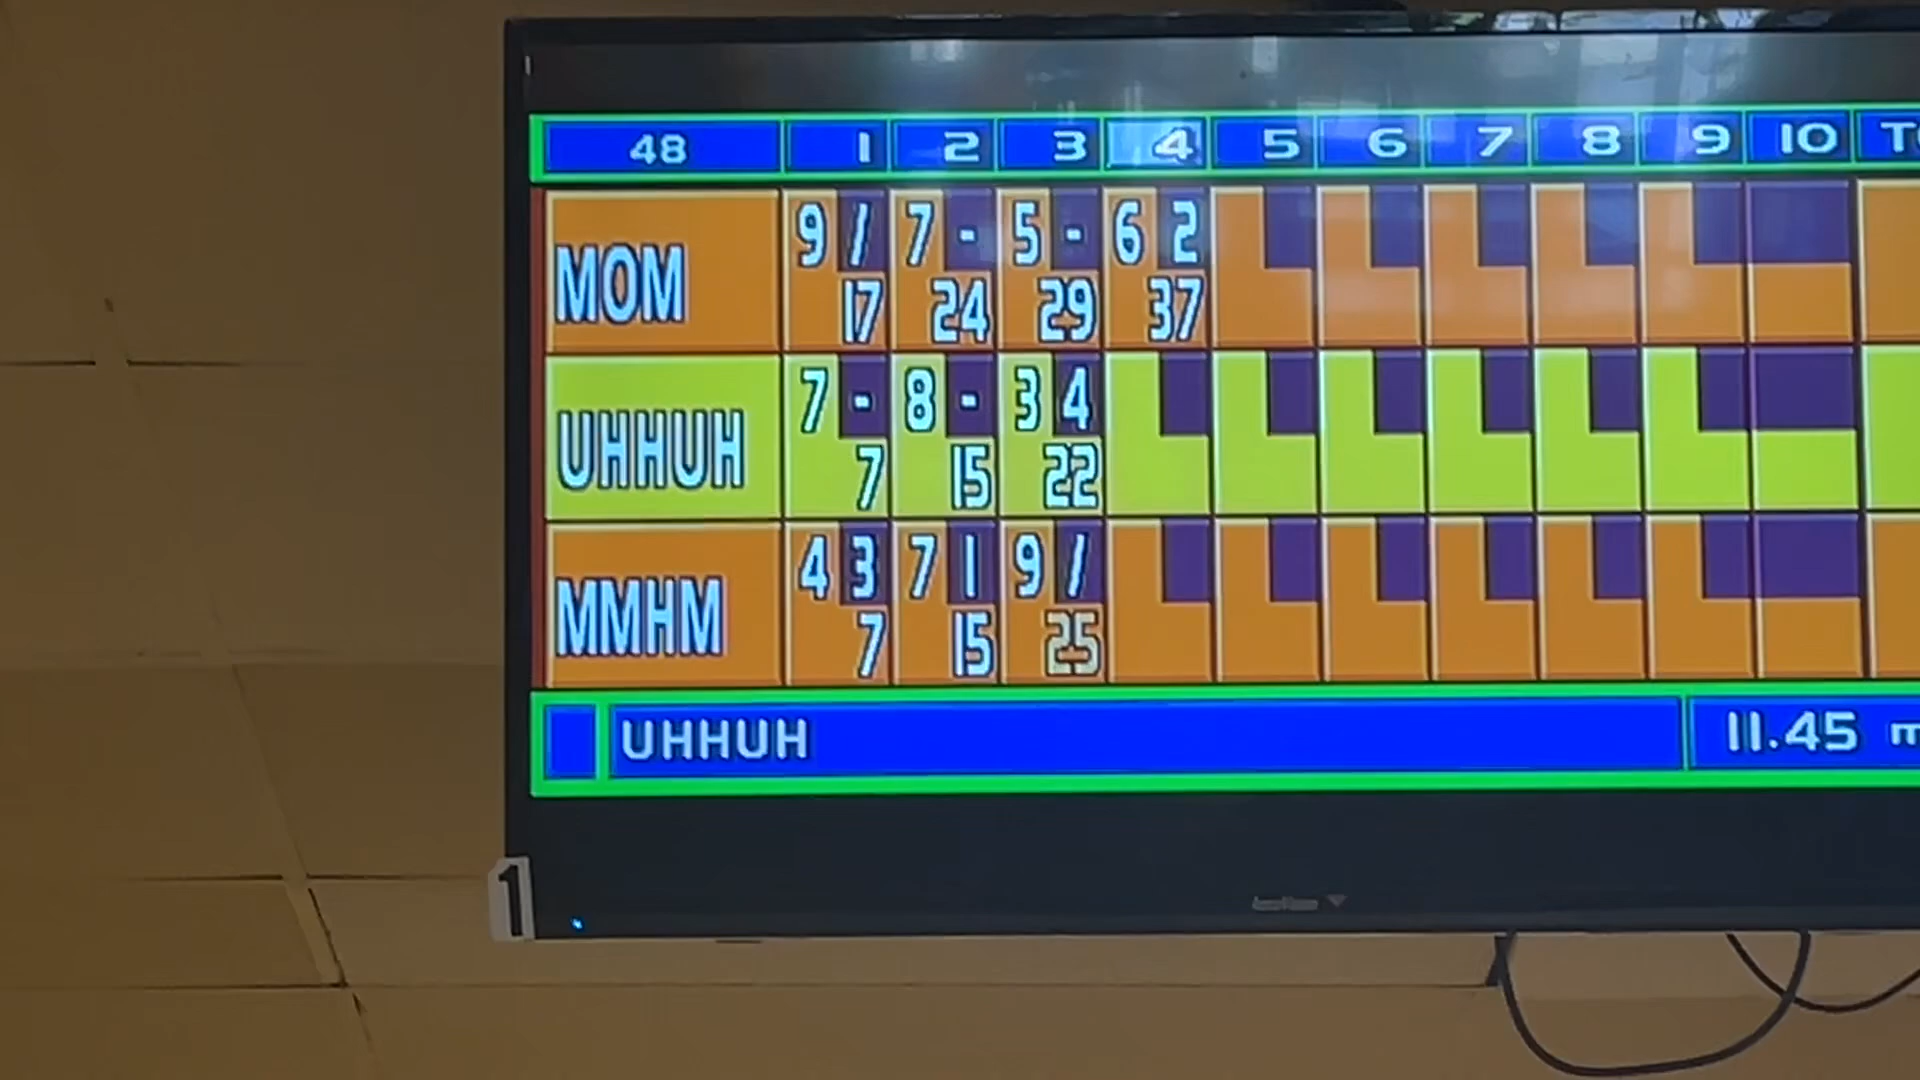 48 1 2 3 4 5 6 7 8 9 10
MOM 9 / 7 - 5 - 6 2
17 24 29 37
UHHUH 7 - 8 - 3 4
7 15 22
MMHM 4 3 7 1 9 /
7 15 25
UHHUH 11.45
1